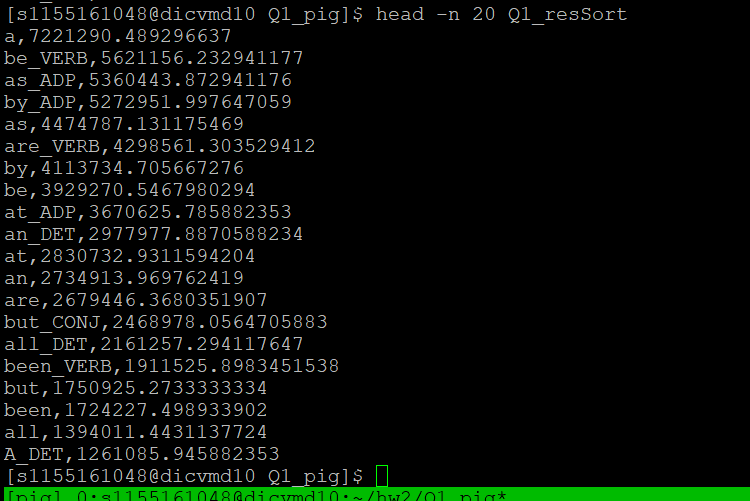 [s1155161048@dicvmd10 Q1_pig]$ head -n 20 Q1_resSort
a,7221290.489296637
be_VERB,5621156.232941177
as_ADP,5360443.872941176
by_ADP,5272951.997647059
as,4474787.131175469
are_VERB,4298561.303529412
by,4113734.705667276
be,3929270.5467980294
at_ADP,3670625.785882353
an_DET,2977977.8870588234
at,2830732.9311594204
an,2734913.969762419
are,2679446.3680351907
but_CONJ,2468978.0564705883
all_DET,2161257.294117647
been_VERB,1911525.8983451538
but,1750925.2733333334
been,1724227.498933902
all,1394011.4431137724
A_DET,1261085.945882353
[s1155161048@dicvmd10 Q1_pig]$
[pig] 0:s1155161048@dicvmd10:~/hw2/Q1_pig*